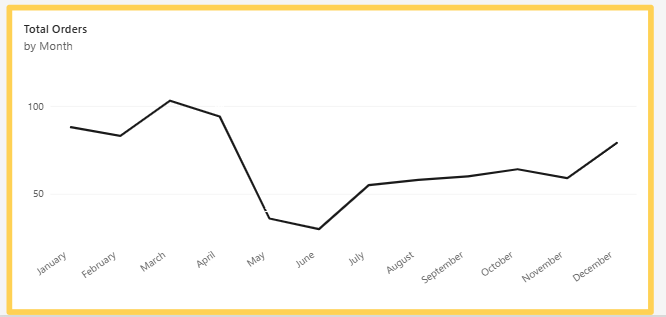 Total Orders
by Month
100
50
January
February
March
April
May
June
July
August
September
October
November
December